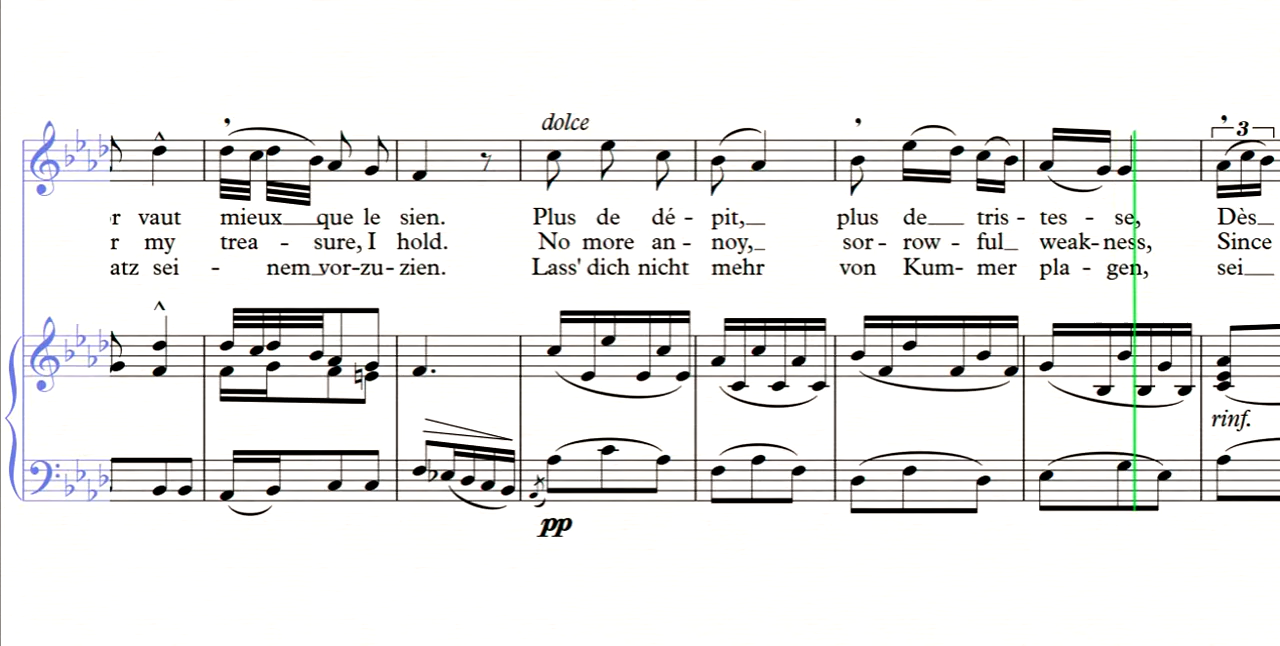 dolce
3
vaut mieux que le sien. Plus de dé - pit, plus de tris - tes - se, Dès
my trea - sure, I hold. No more an - noy, sor - row - ful weak - ness, Since
atz sei - nem vor - zu - zien. Lass' dich nicht mehr von Kum - mer pla - gen, sei
rinf.
pp